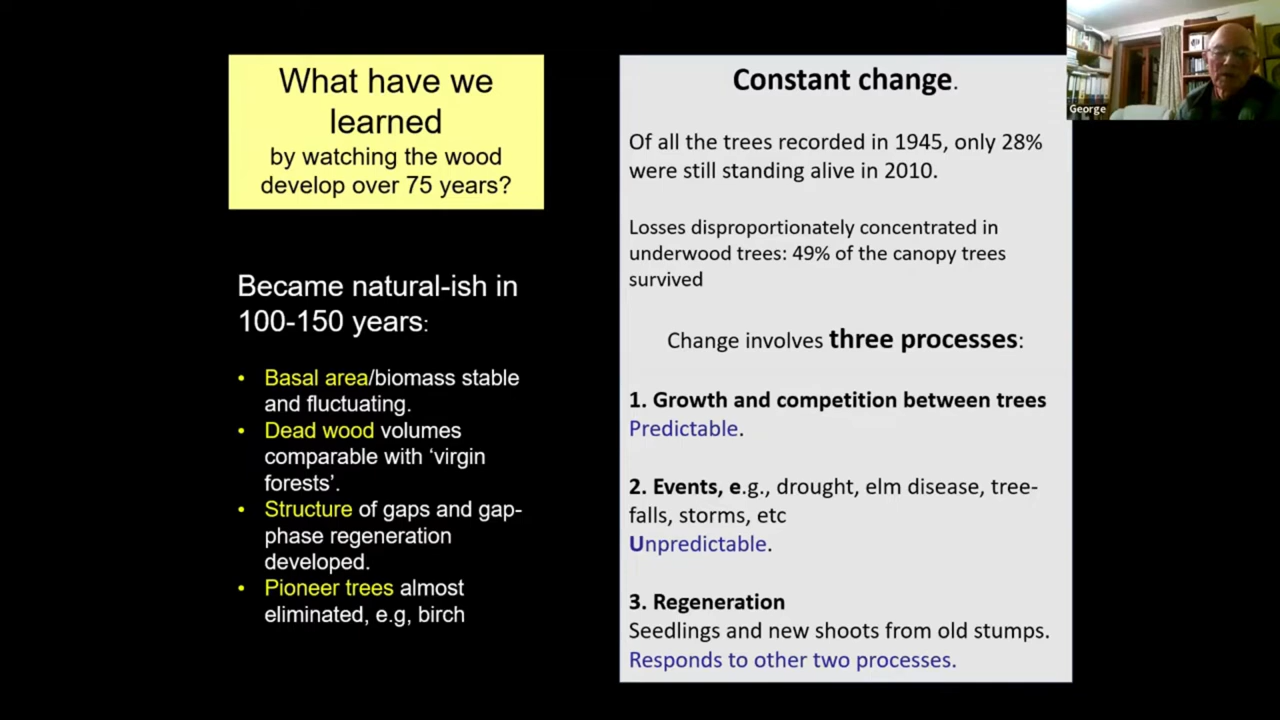 What have we
learned
by watching the wood
develop over 75 years?
Became natural-ish in
100-150 years:
• Basal area/biomass stable
and fluctuating.
• Dead wood volumes
comparable with ‘virgin
forests’.
• Structure of gaps and gap-
phase regeneration
developed.
• Pioneer trees almost
eliminated, e.g, birch
Constant change.
Of all the trees recorded in 1945, only 28%
were still standing alive in 2010.
Losses disproportionately concentrated in
underwood trees: 49% of the canopy trees
survived
Change involves three processes:
1. Growth and competition between trees
Predictable.
2. Events, e.g., drought, elm disease, tree-
falls, storms, etc
Unpredictable.
3. Regeneration
Seedlings and new shoots from old stumps.
Responds to other two processes.
George